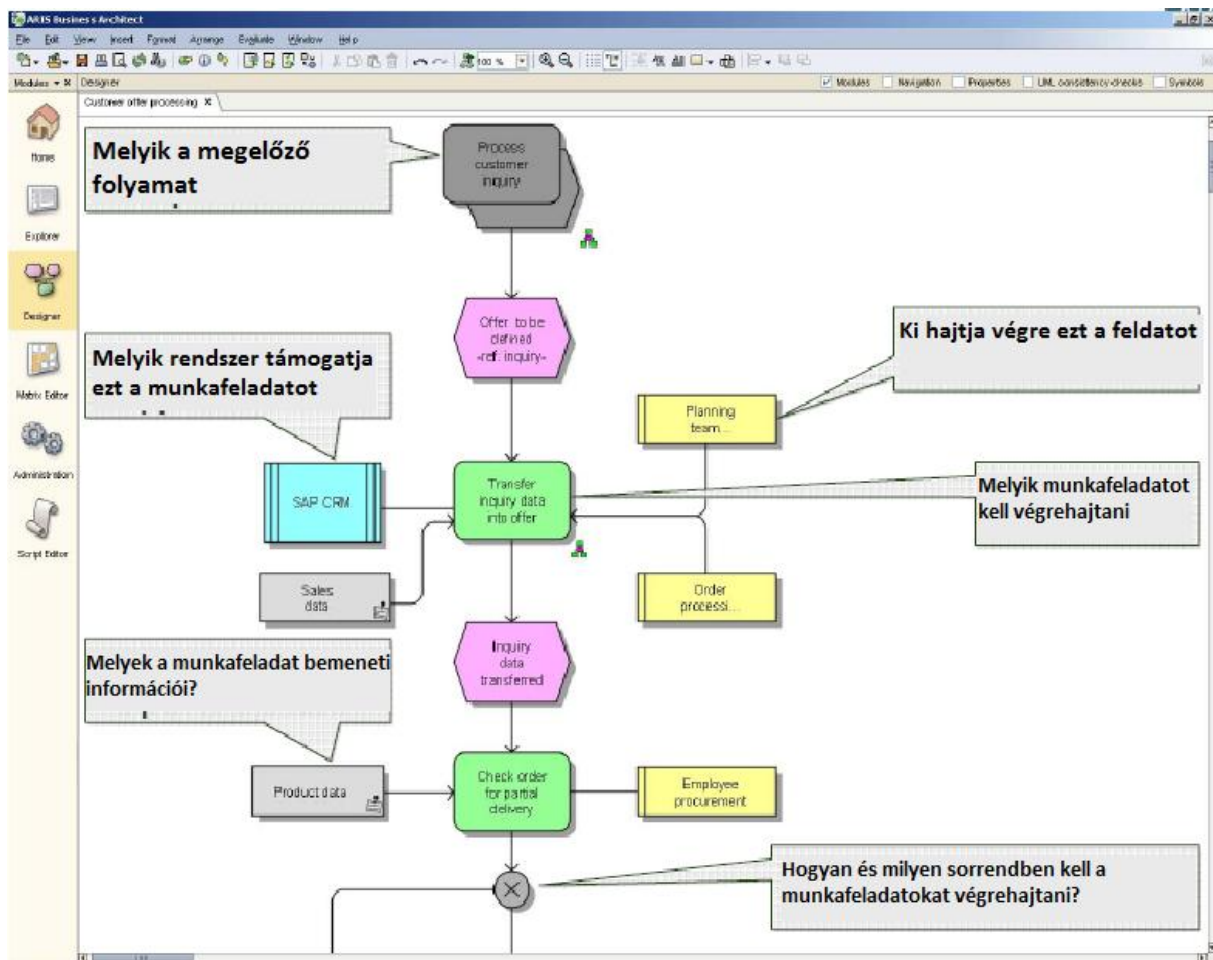 ARIS Business Architect
File Edit View Insert Format Arrange Evaluate Window Help
100 %
Modules
Designer
Modules Navigation Properties UML consistency checks Symbols
Customer offer processing
Home
Explorer
Designer
Matrix Editor
Administration
Script Editor
Melyik a megelőző
folyamat
Process
customer
inquiry
Offer to be
defined
-ref. inquiry-
Melyik rendszer támogatja
ezt a munkafeladatot
Ki hajtja végre ezt a feldatot
Planning
team...
SAP CRM
Transfer
inquiry data
into offer
Melyik munkafeladatot
kell végrehajtani
Sales
data
Order
processi...
Inquiry
data
transferred
Melyek a munkafeladat bemeneti
információi?
Product data
Check order
for partial
delivery
Employee
procurement
Hogyan és milyen sorrendben kell a
munkafeladatokat végrehajtani?